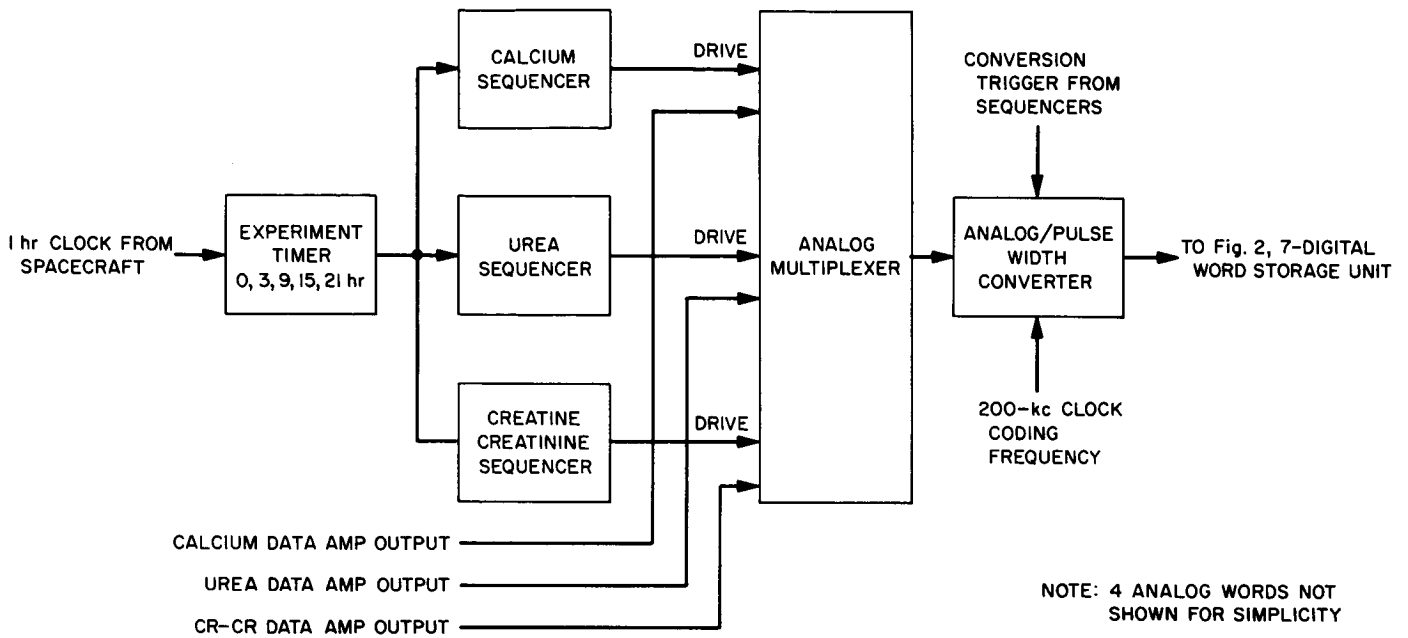 CALCIUM
SEQUENCER
DRIVE
CONVERSION
TRIGGER FROM
SEQUENCERS
1 hr CLOCK FROM
SPACECRAFT
EXPERIMENT
TIMER
0, 3, 9, 15, 21 hr
UREA
SEQUENCER
DRIVE
ANALOG
MULTIPLEXER
ANALOG/PULSE
WIDTH
CONVERTER
TO Fig. 2, 7-DIGITAL
WORD STORAGE UNIT
CREATINE
CREATININE
SEQUENCER
DRIVE
200-kc CLOCK
CODING
FREQUENCY
CALCIUM DATA AMP OUTPUT
UREA DATA AMP OUTPUT
CR-CR DATA AMP OUTPUT
NOTE: 4 ANALOG WORDS NOT
SHOWN FOR SIMPLICITY